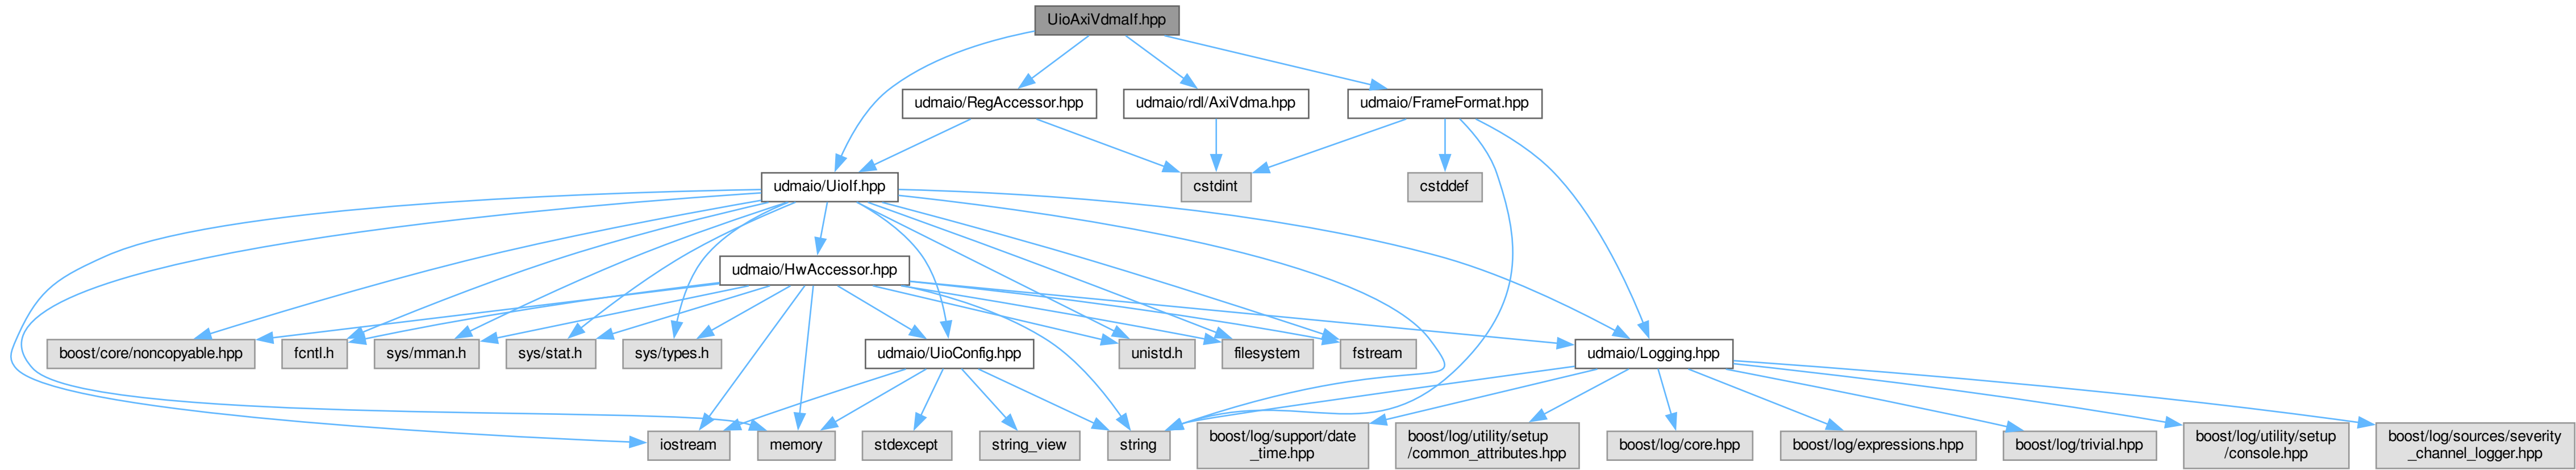 UioAxiVdmaIf.hpp
udmaio/RegAccessor.hpp
udmaio/rdl/AxiVdma.hpp
udmaio/FrameFormat.hpp
udmaio/UioIf.hpp
cstdint
cstddef
udmaio/HwAccessor.hpp
boost/core/noncopyable.hpp
fcntl.h
sys/mman.h
sys/stat.h
sys/types.h
udmaio/UioConfig.hpp
unistd.h
filesystem
fstream
udmaio/Logging.hpp
iostream
memory
stdexcept
string_view
string
boost/log/support/date
_time.hpp
boost/log/utility/setup
/common_attributes.hpp
boost/log/core.hpp
boost/log/expressions.hpp
boost/log/trivial.hpp
boost/log/utility/setup
/console.hpp
boost/log/sources/severity
_channel_logger.hpp